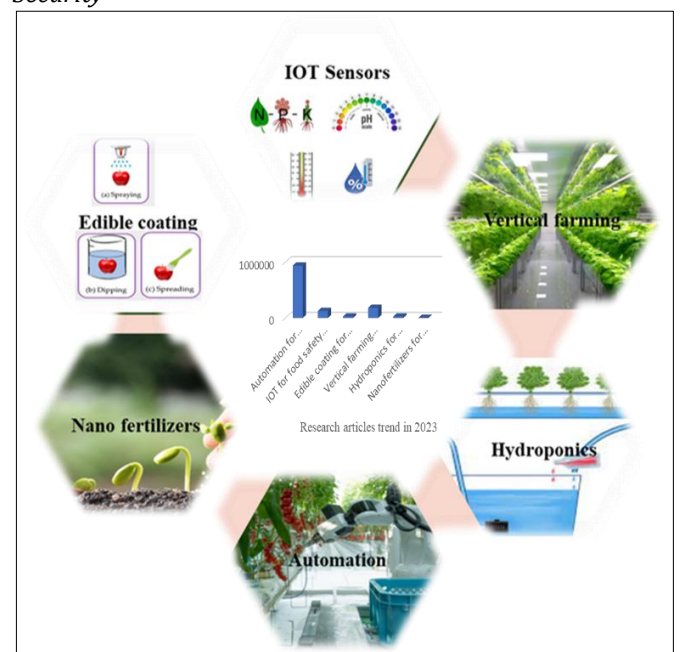 Security
IOT Sensors
N-P-K
pH
%
(a) Spraying
Edible coating
(b) Dipping
(c) Spreading
Vertical farming
1000000
0
Automation for...
IOT for food safety...
Edible coating for...
Vertical farming...
Hydroponics for...
Nanofertilizers for...
Research articles trend in 2023
Nano fertilizers
Hydroponics
Automation